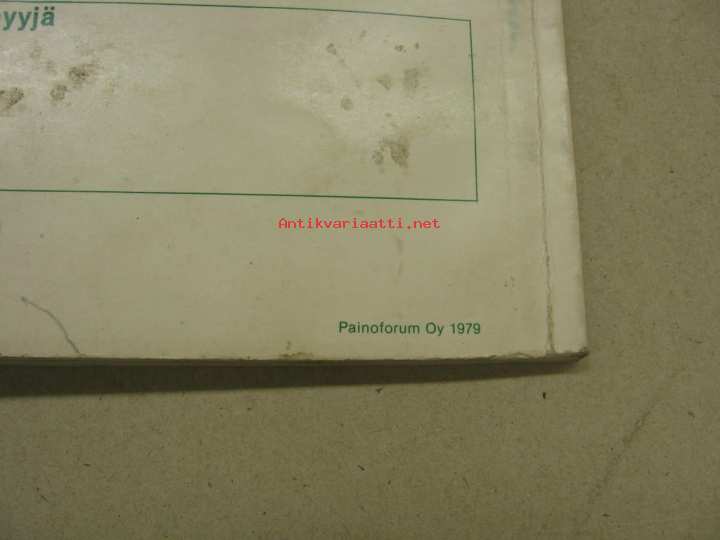 yyjä
Antikvariaatti.net
Painoforum Oy 1979